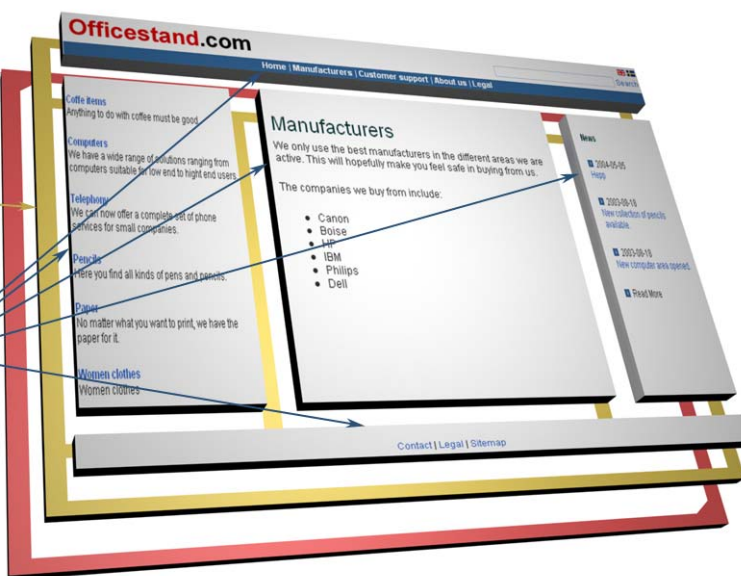 Officestand.com
Home | Manufacturers | Customer support | About us | Legal
Search
Coffe items
Anything to do with coffee must be good
Computers
We have a wide range of solutions ranging from
computers suitable for low end to hight end users.
Telephony
We can now offer a complete set of phone
services for small companies.
Pencils
Here you find all kinds of pens and pencils.
Paper
No matter what you want to print, we have the
paper for it.
Women clothes
Women clothes
Manufacturers
We only use the best manufacturers in the different areas we are
active. This will hopefully make you feel safe in buying from us.
The companies we buy from include:
Canon
Boise
HP
IBM
Philips
Dell
News
2004-05-05
Hepp
2003-08-18
New collection of pencils
available.
2003-08-18
New computer area opened.
Read More
Contact | Legal | Sitemap